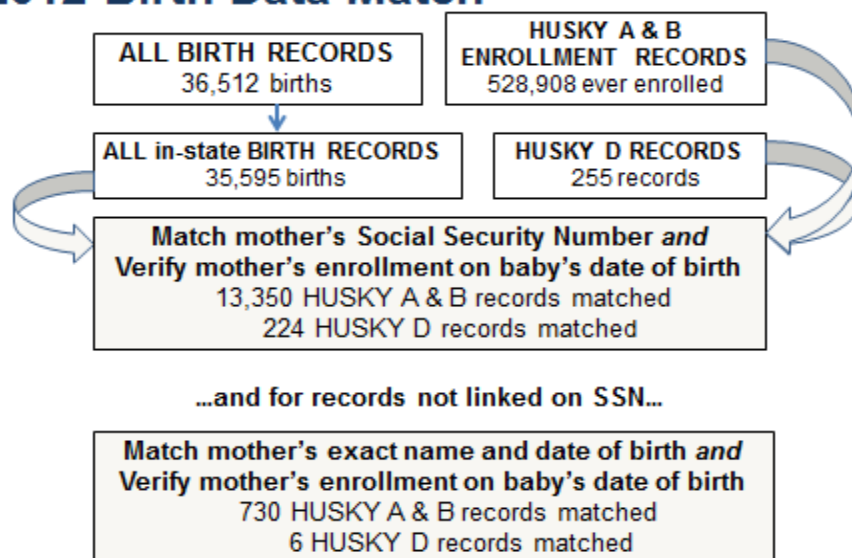 2012 Birth Data Match
ALL BIRTH RECORDS
36,512 births
HUSKY A & B
ENROLLMENT RECORDS
528,908 ever enrolled
ALL in-state BIRTH RECORDS
35,595 births
HUSKY D RECORDS
255 records
Match mother's Social Security Number and
Verify mother's enrollment on baby's date of birth
13,350 HUSKY A & B records matched
224 HUSKY D records matched
...and for records not linked on SSN...
Match mother's exact name and date of birth and
Verify mother's enrollment on baby's date of birth
730 HUSKY A & B records matched
6 HUSKY D records matched